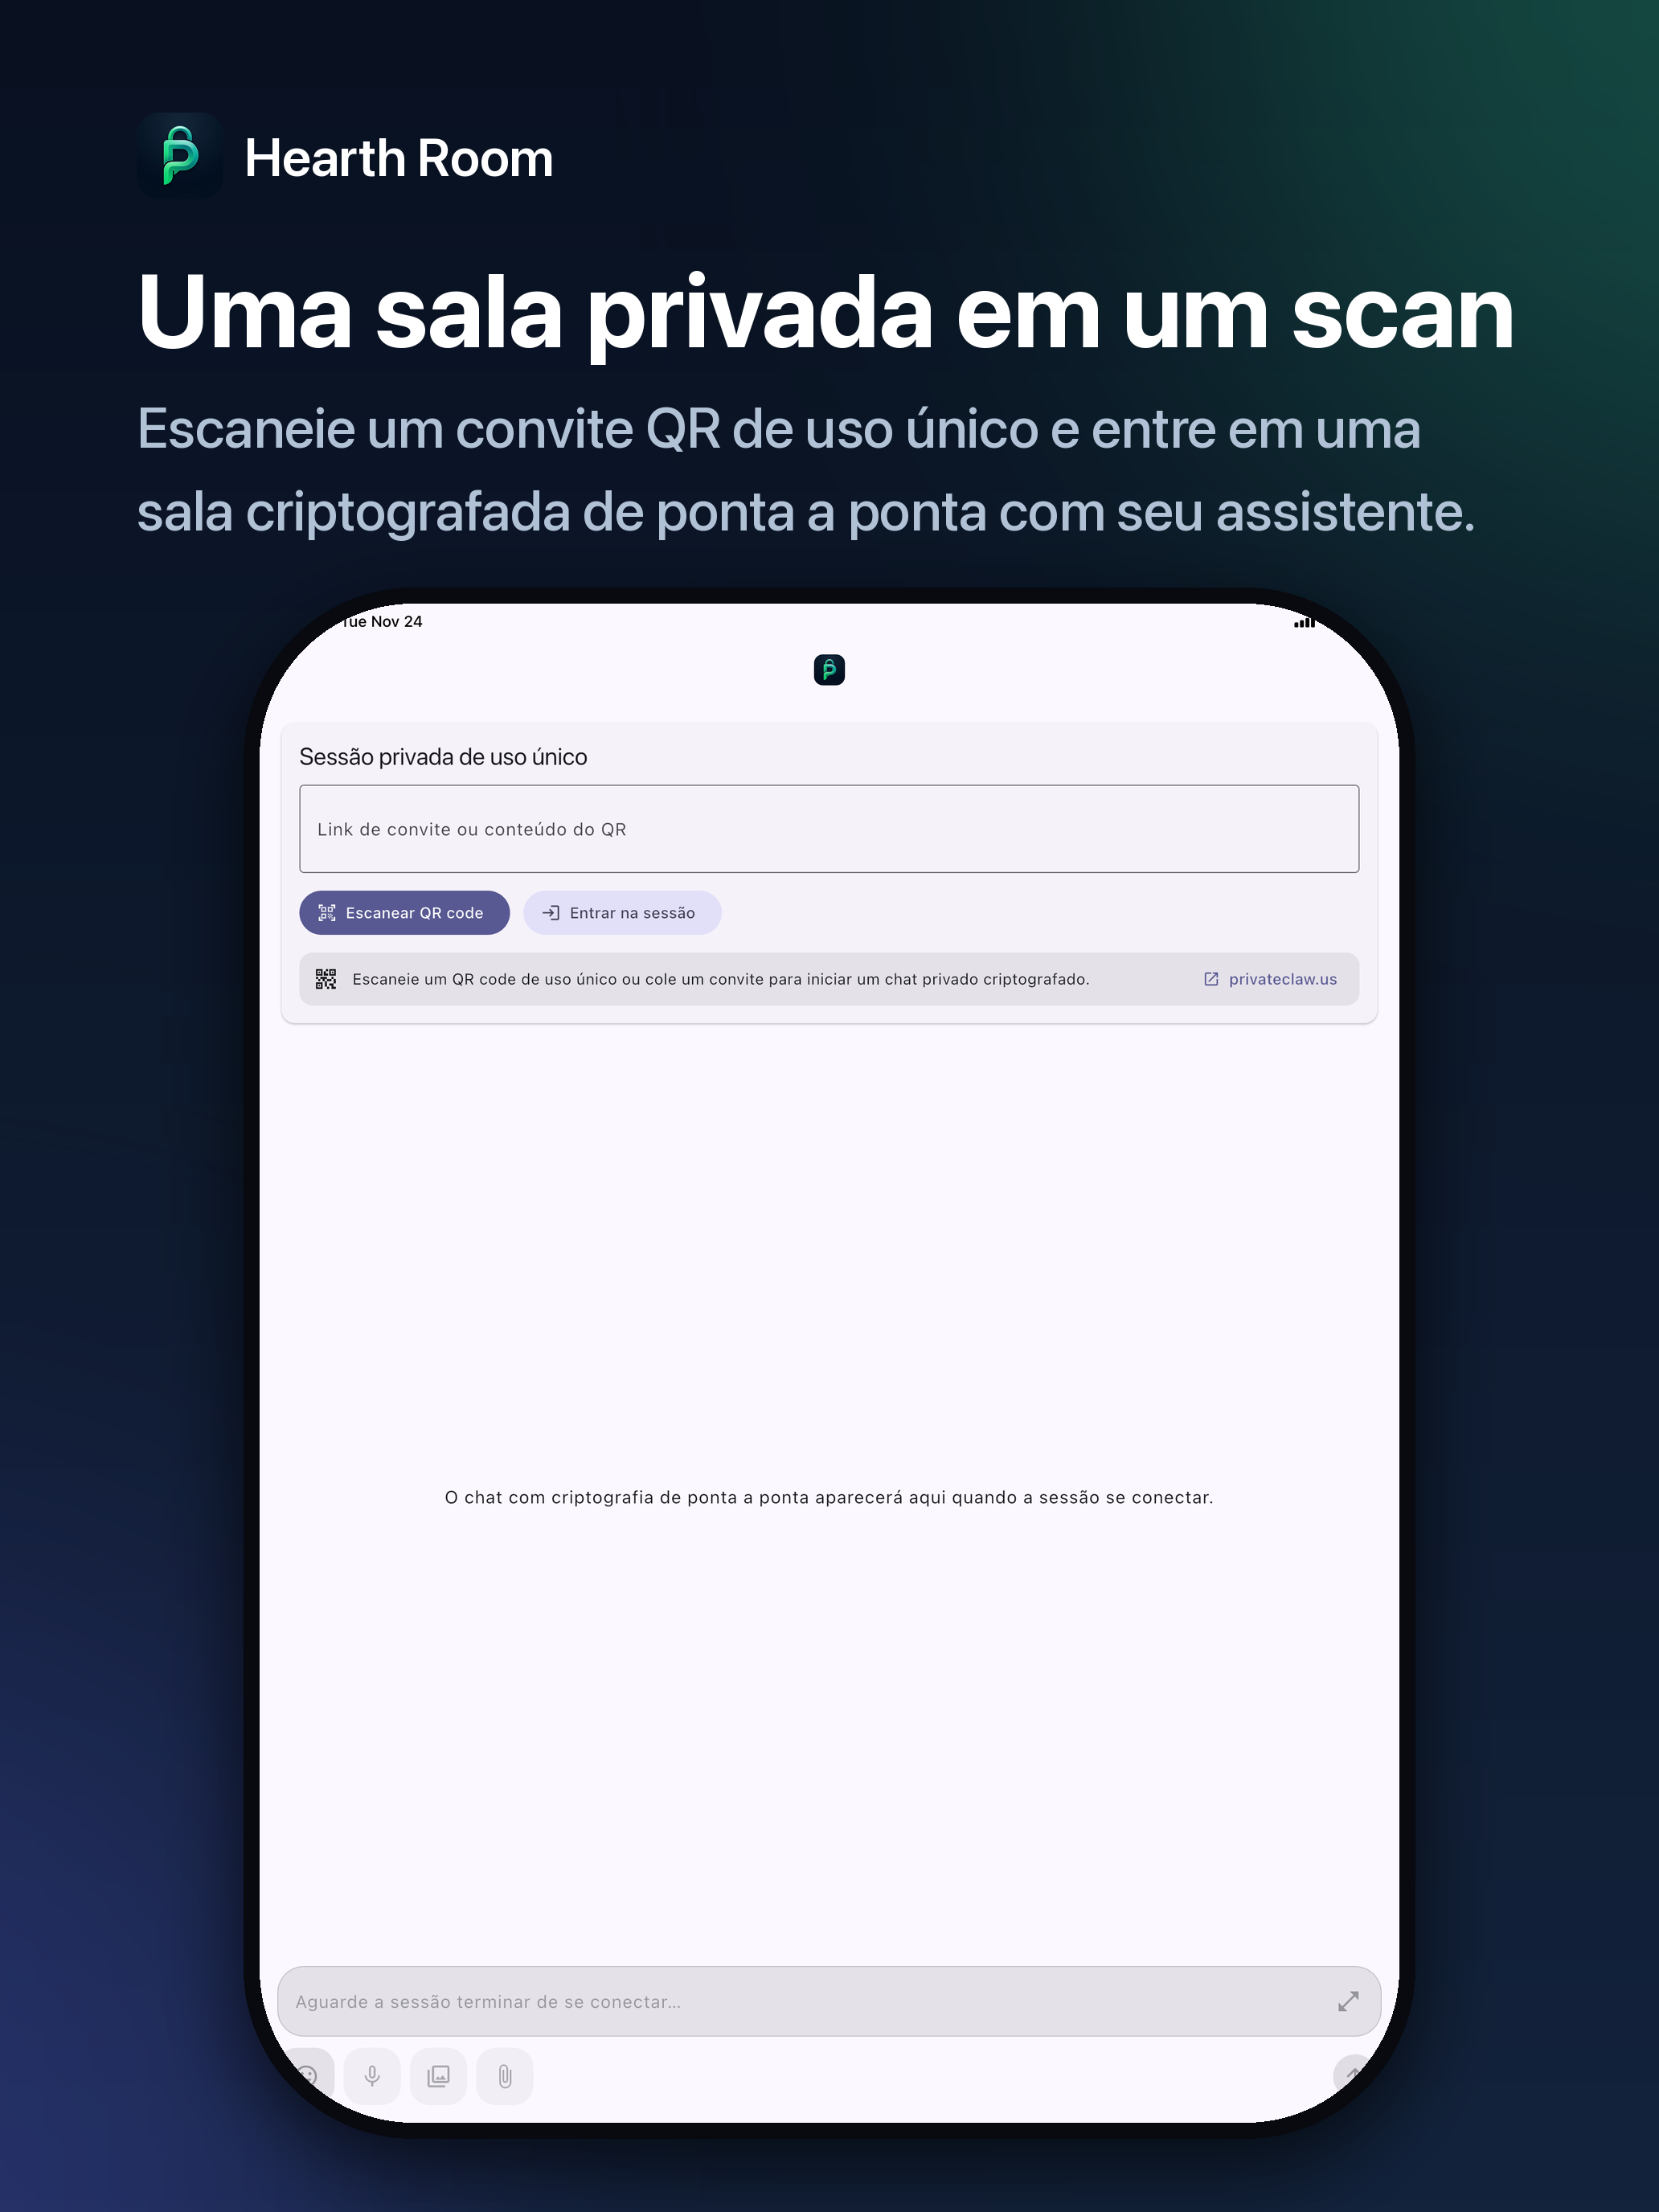 Hearth Room
Uma sala privada em um scan
Escaneie um convite QR de uso único e entre em uma
sala criptografada de ponta a ponta com seu assistente.
Tue Nov 24
Sessão privada de uso único
Link de convite ou conteúdo do QR
Escanear QR code
Entrar na sessão
Escaneie um QR code de uso único ou cole um convite para iniciar um chat privado criptografado.
privateclaw.us
O chat com criptografia de ponta a ponta aparecerá aqui quando a sessão se conectar.
Aguarde a sessão terminar de se conectar...